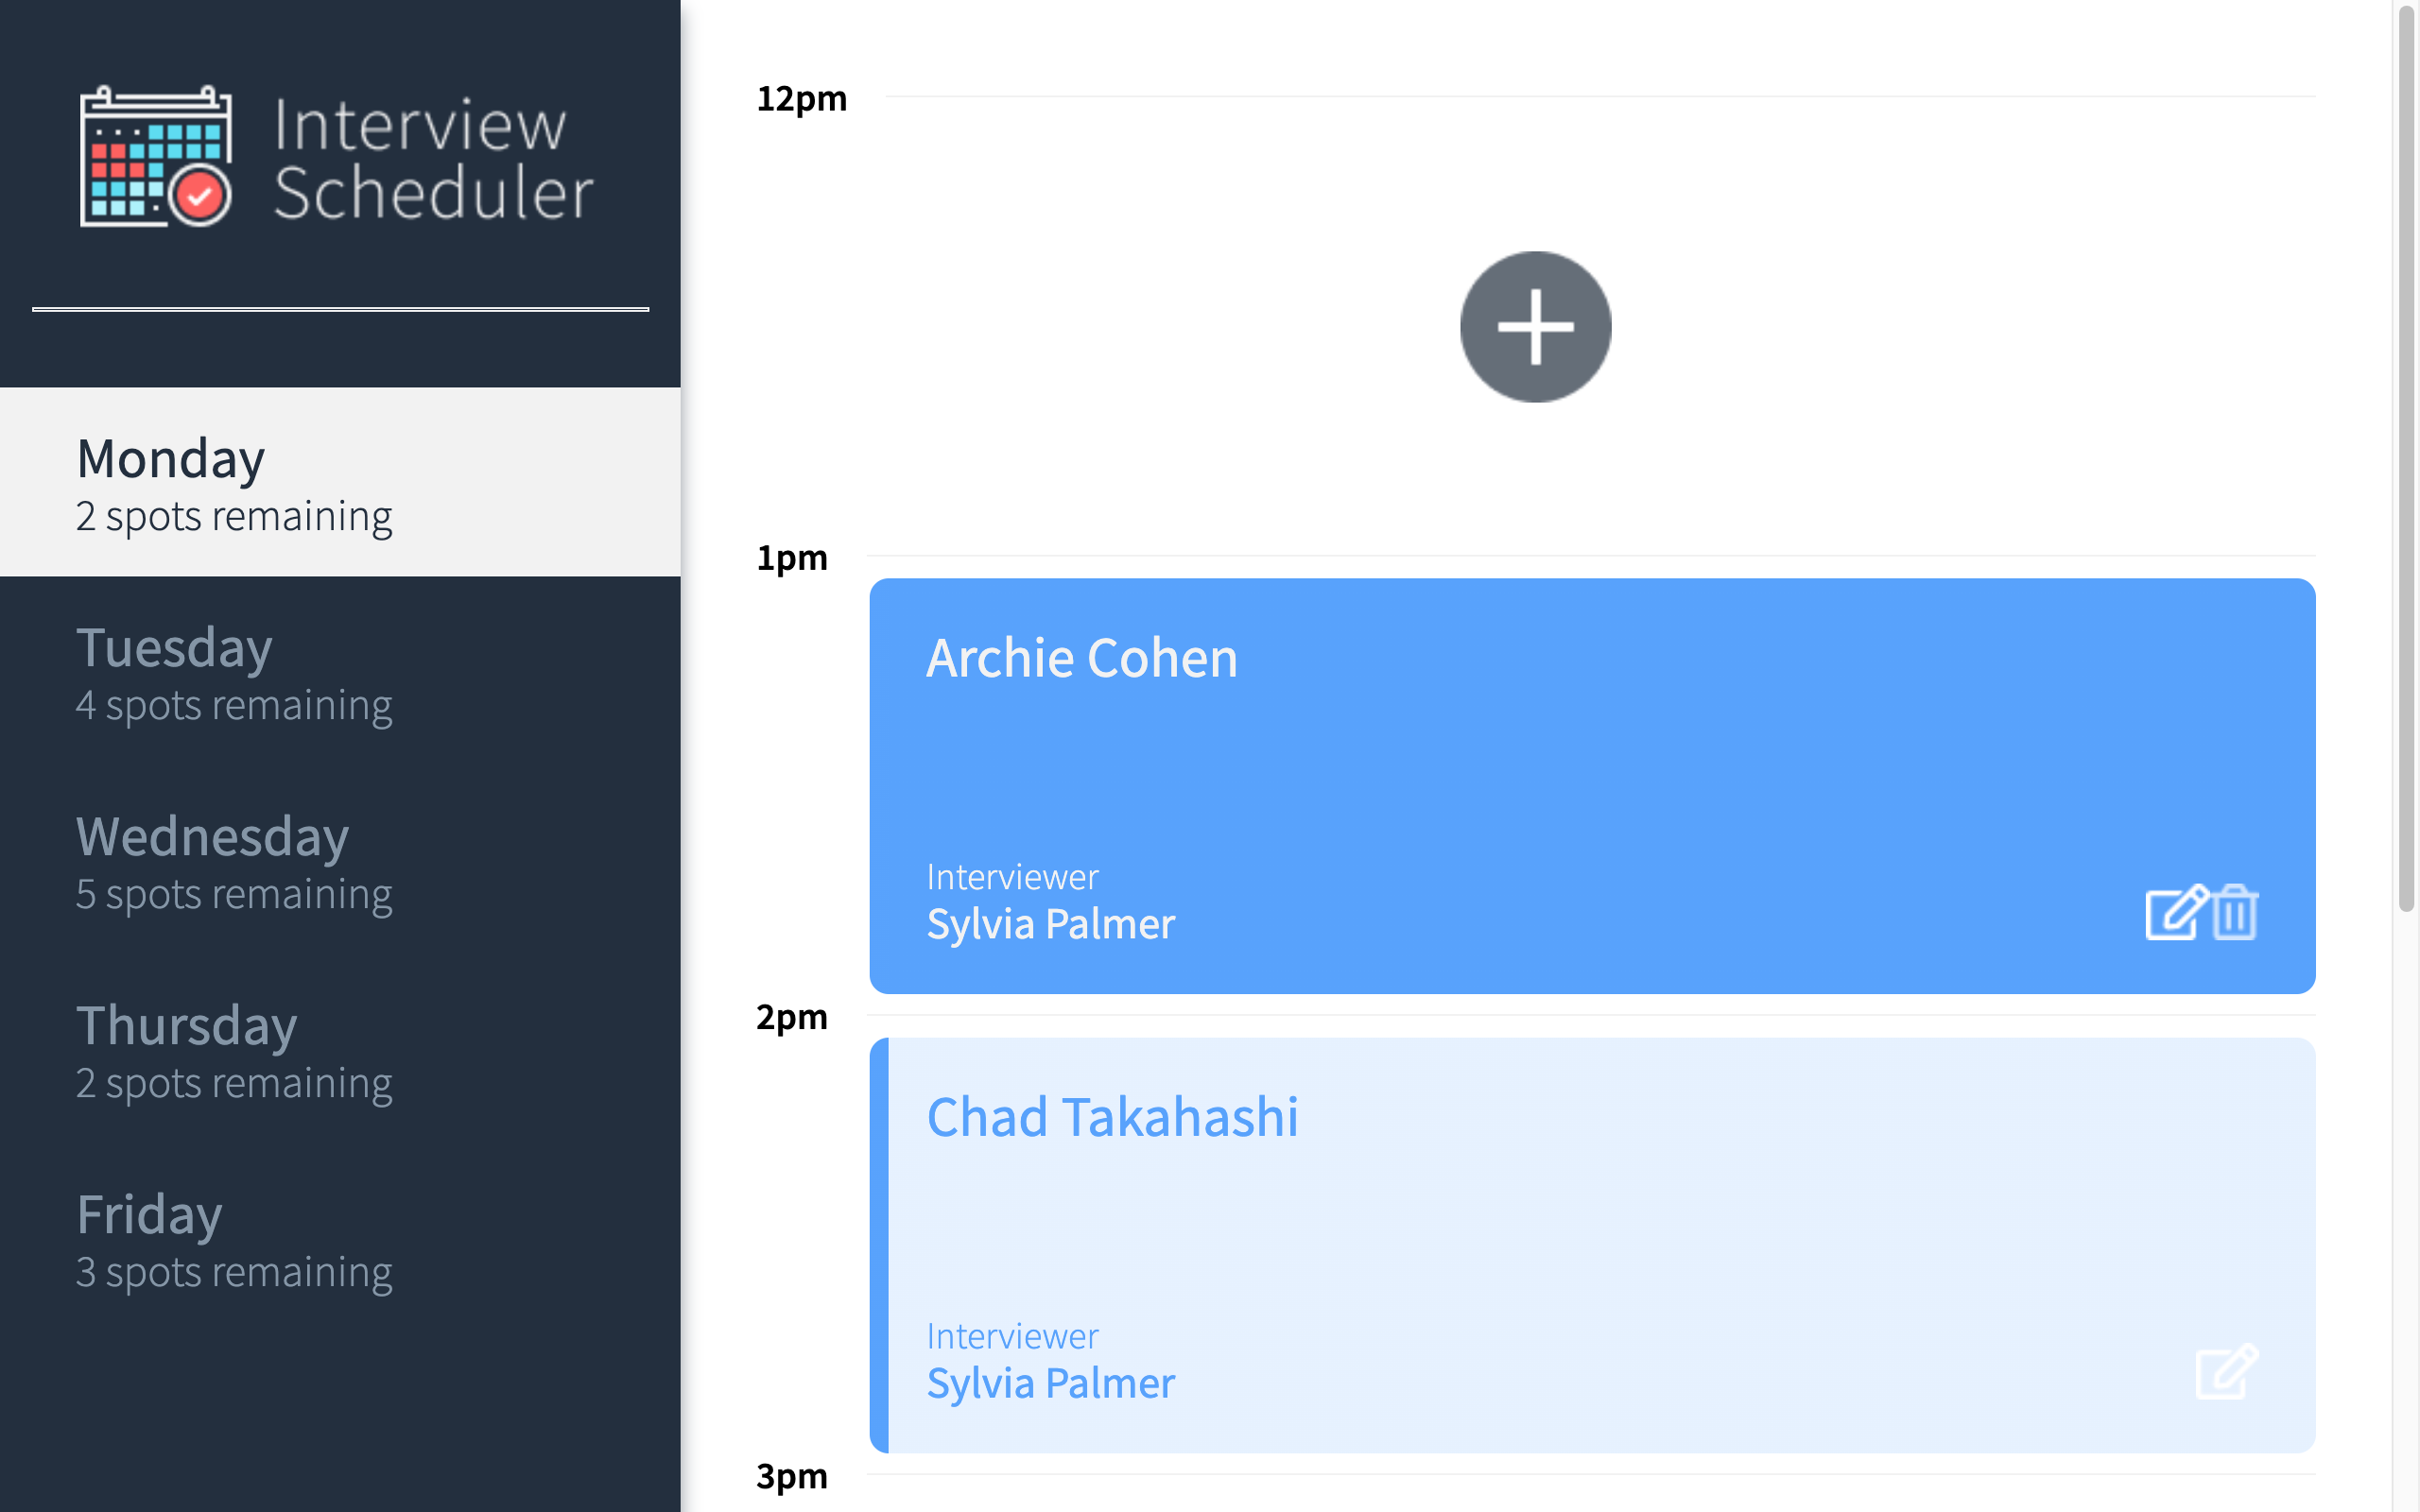 Interview
Scheduler
Monday
2 spots remaining
Tuesday
4 spots remaining
Wednesday
5 spots remaining
Thursday
2 spots remaining
Friday
3 spots remaining
12pm
1pm
Archie Cohen
Interviewer
Sylvia Palmer
2pm
Chad Takahashi
Interviewer
Sylvia Palmer
3pm